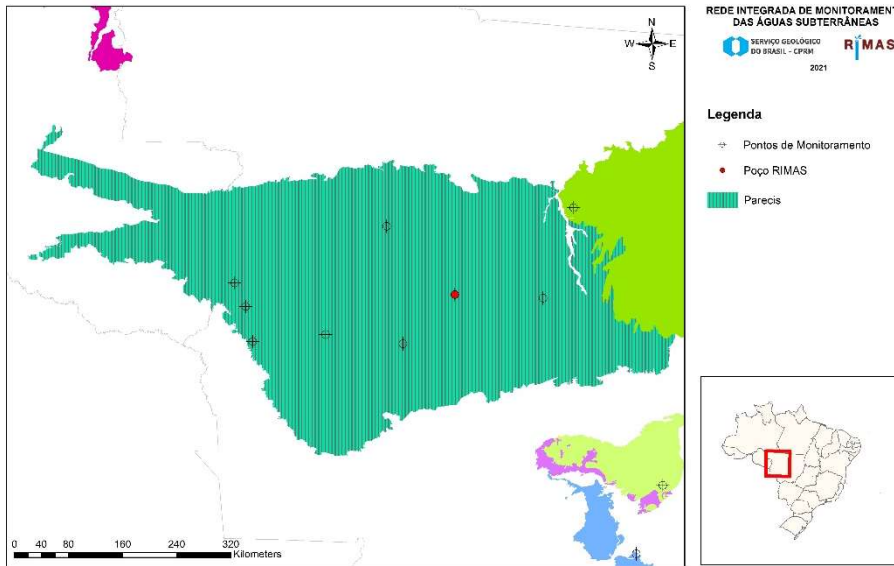 REDE INTEGRADA DE MONITORAMENT
DAS ÁGUAS SUBTERRÂNEAS
SERVIÇO GEOLÓGICO
DO BRASIL - CPRM
RIMAS
2021
N
W E
S
Legenda
Pontos de Monitoramento
Poço RIMAS
Parecis
0 40 80 160 240 320
Kilometers